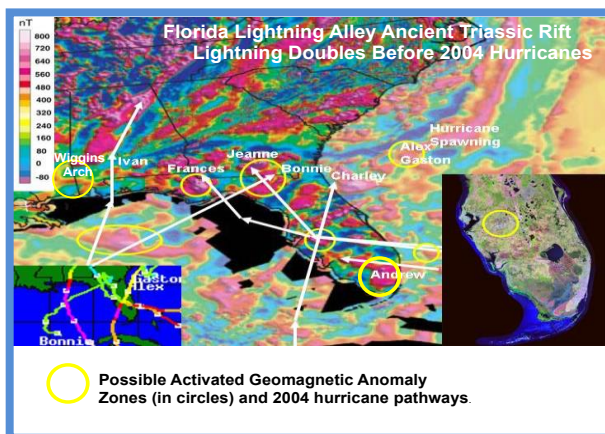 nT
Florida Lightning Alley Ancient Triassic Rift
Lightning Doubles Before 2004 Hurricanes
800
720
640
560
480
400
320
240
160
80
0
-80
Hurricane
Spawning
Alex
Gaston
Wiggins
Arch
Ivan
Frances
Jeanne
Bonnie
Charley
Andrew
Gaston
Alex
Bonnie
Possible Activated Geomagnetic Anomaly
Zones (in circles) and 2004 hurricane pathways.